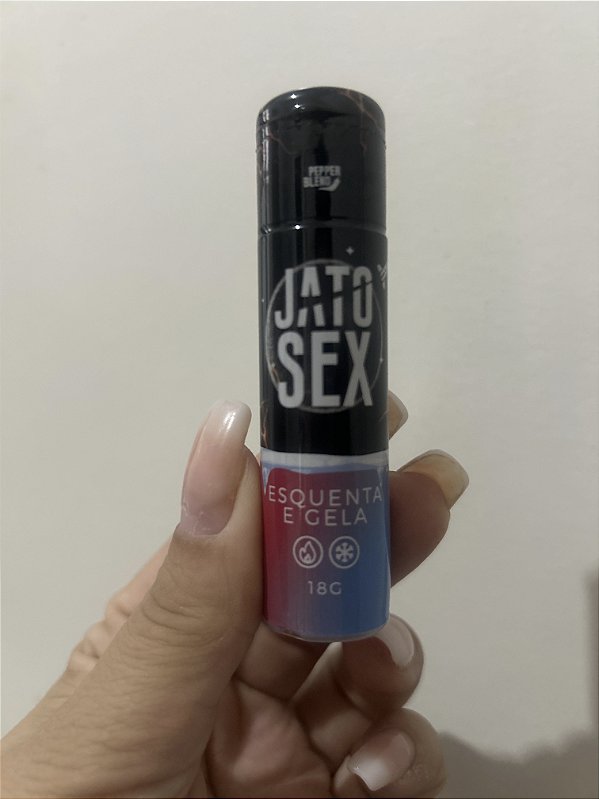 PEPPER
BLEND
JATO
SEX
ESQUENTA
E GELA
18G